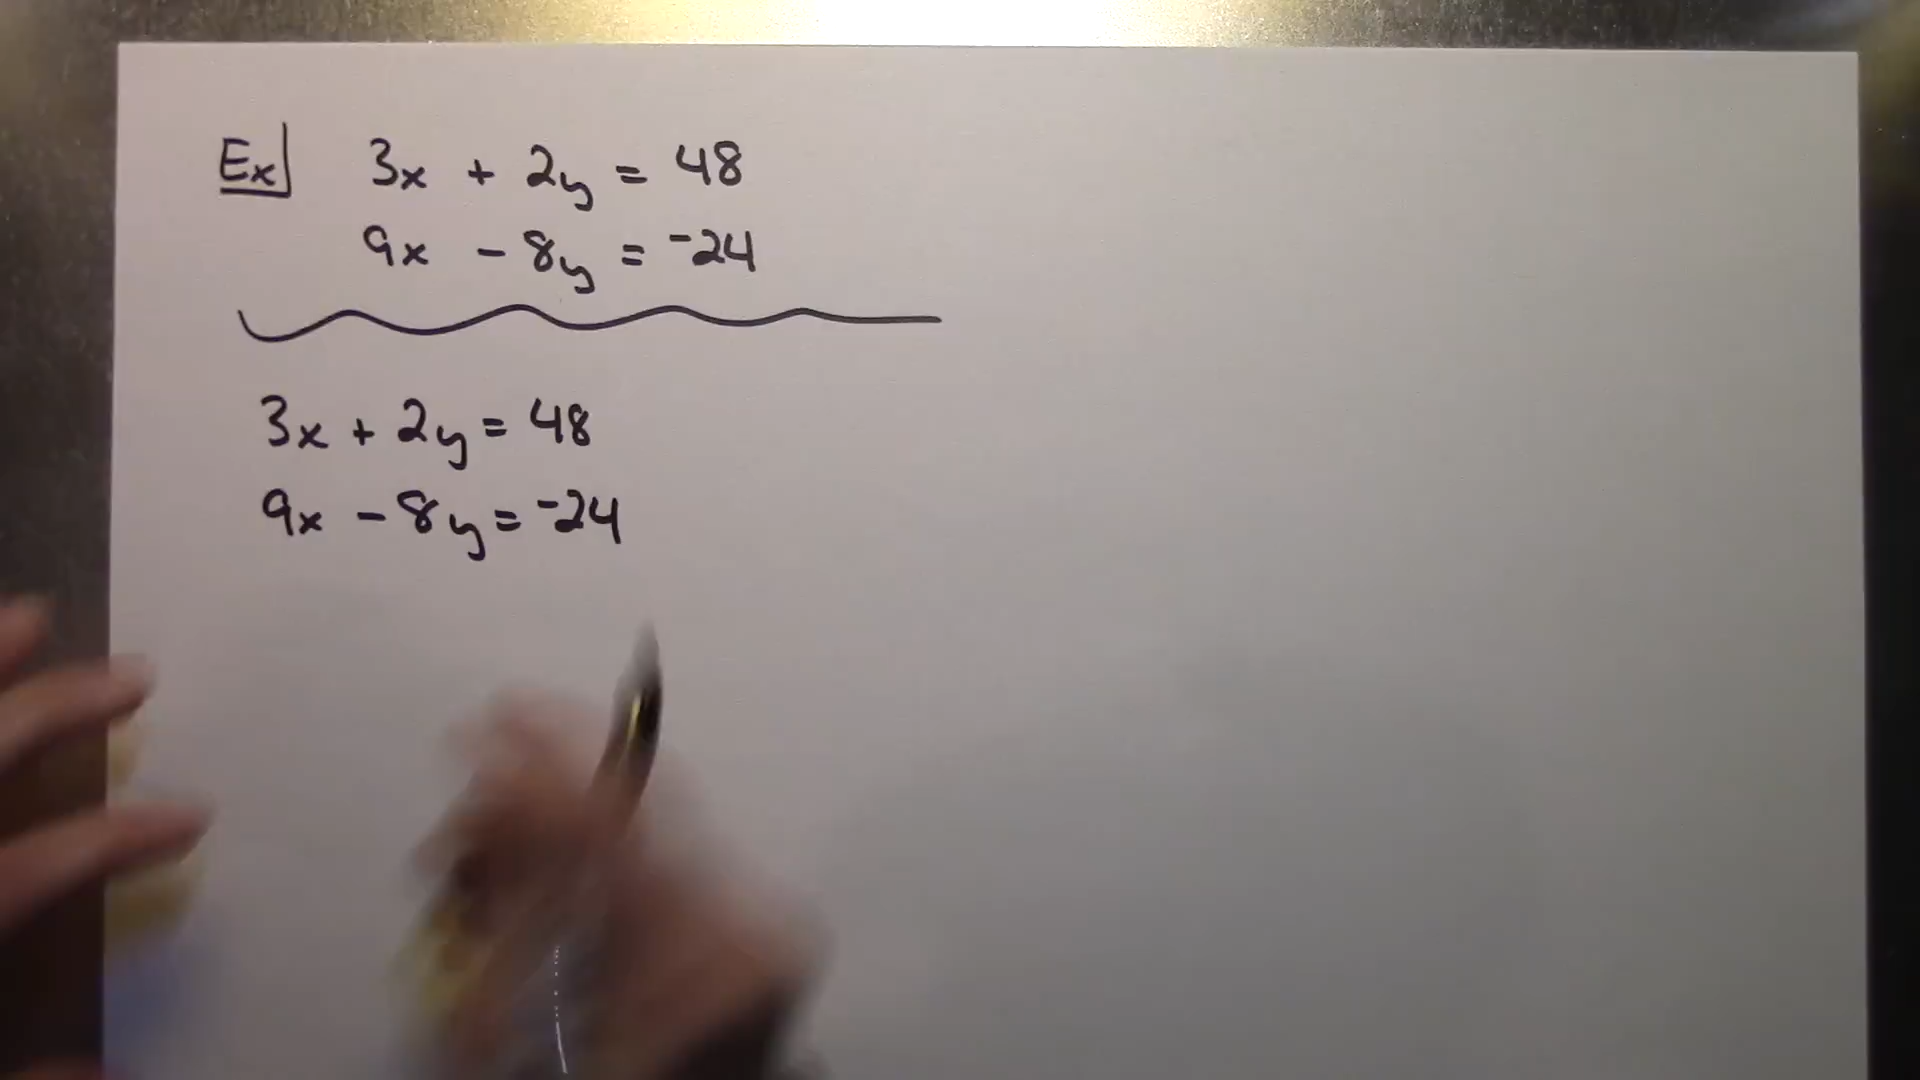 Ex 3x + 2y = 48
9x - 8y = -24
3x + 2y = 48
9x - 8y = -24